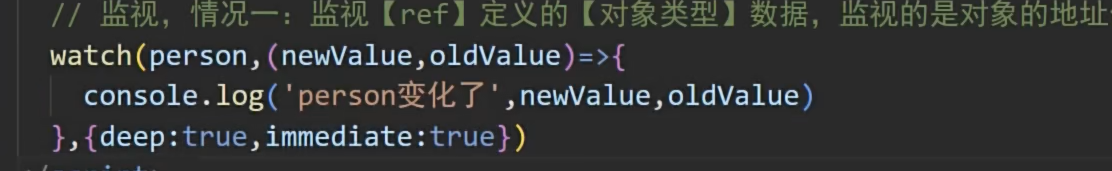 // 监视，情况一：监视【ref】定义的【对象类型】数据，监视的是对象的地址
watch(person,(newValue,oldValue)=>{
console.log('person变化了',newValue,oldValue)
},{deep:true,immediate:true})